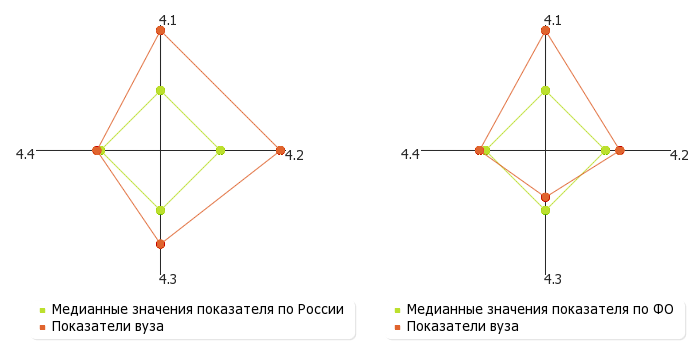 4.1
4.4
4.2
4.3
Медианные значения показателя по России
Показатели вуза
4.1
4.4
4.2
4.3
Медианные значения показателя по ФО
Показатели вуза